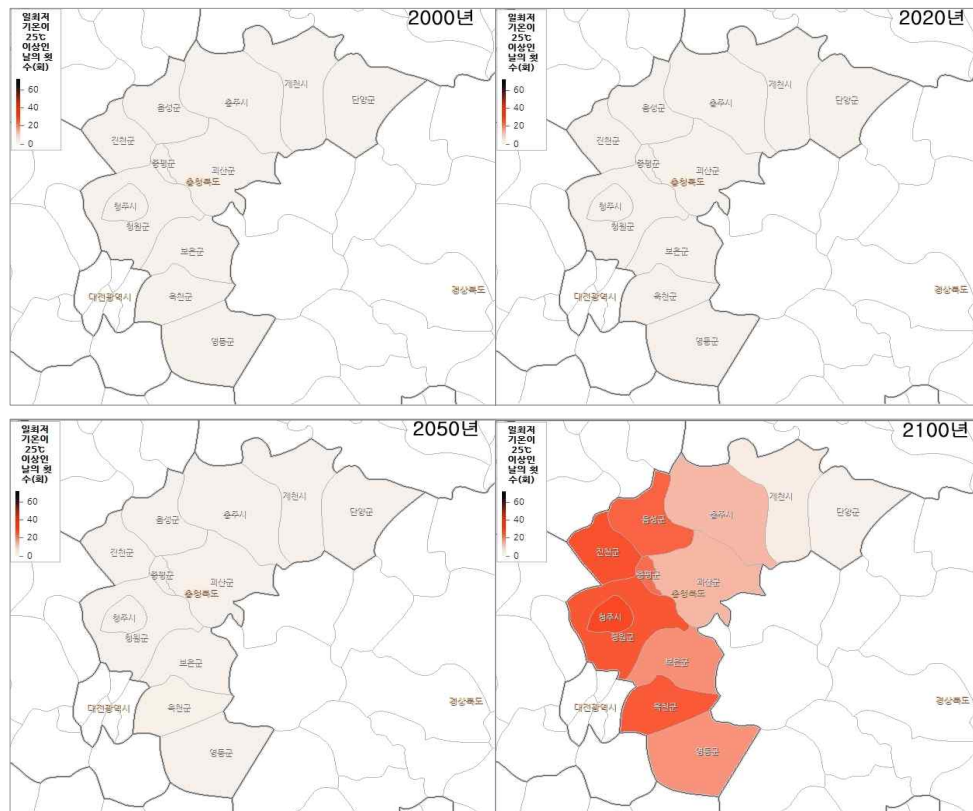 일최저
기온이
25℃
이상인
날의 횟
수(회)
60
40
20
0
2000년
제천시
단양군
충주시
음성군
진천군
증평군
괴산군
충청북도
청주시
청원군
보은군
대전광역시
옥천군
경상북도
영동군
일최저
기온이
25℃
이상인
날의 횟
수(회)
60
40
20
0
2020년
제천시
단양군
충주시
음성군
진천군
증평군
괴산군
충청북도
청주시
청원군
보은군
대전광역시
옥천군
경상북도
영동군
일최저
기온이
25℃
이상인
날의 횟
수(회)
60
40
20
0
2050년
제천시
단양군
충주시
음성군
진천군
증평군
괴산군
충청북도
청주시
청원군
보은군
대전광역시
옥천군
경상북도
영동군
일최저
기온이
25℃
이상인
날의 횟
수(회)
60
40
20
0
2100년
제천시
단양군
충주시
음성군
진천군
증평군
괴산군
충청북도
청주시
청원군
보은군
대전광역시
옥천군
경상북도
영동군